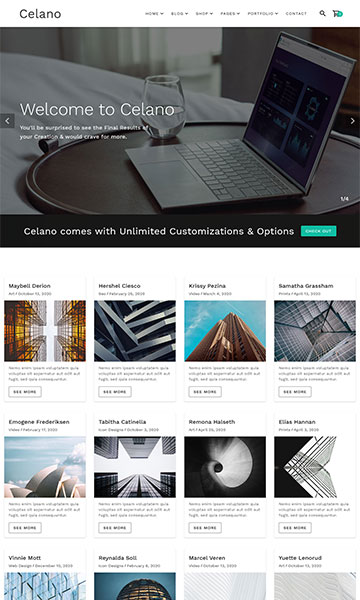 Celano
HOME BLOG SHOP PAGES PORTFOLIO CONTACT
Welcome to Celano
You'll be surprised to see the Final Results of
your Creation & would crave for more.
1/4
Celano comes with Unlimited Customizations & Options CHECK OUT
Maybell Derion
Art / October 13, 2020
Nemo enim ipsam voluptatem quia
voluptas sit aspernatur aut odit aut
fugit, sed quia consequuntur.
SEE MORE
Hershel Clesco
Seo / February 25, 2020
Nemo enim ipsam voluptatem quia
voluptas sit aspernatur aut odit aut
fugit, sed quia consequuntur.
SEE MORE
Krissy Pezina
Video / March 4, 2020
Nemo enim ipsam voluptatem quia
voluptas sit aspernatur aut odit aut
fugit, sed quia consequuntur.
SEE MORE
Samatha Grassham
Prints / April 13, 2020
Nemo enim ipsam voluptatem quia
voluptas sit aspernatur aut odit aut
fugit, sed quia consequuntur.
SEE MORE
Emogene Frederiksen
Video / February 17, 2020
Nemo enim ipsam voluptatem quia
voluptas sit aspernatur aut odit aut
fugit, sed quia consequuntur.
SEE MORE
Tabitha Catinella
Icon Designs / October 3, 2020
Nemo enim ipsam voluptatem quia
voluptas sit aspernatur aut odit aut
fugit, sed quia consequuntur.
SEE MORE
Remona Halseth
Art / April 25, 2020
Nemo enim ipsam voluptatem quia
voluptas sit aspernatur aut odit aut
fugit, sed quia consequuntur.
SEE MORE
Elias Hannan
Prints / April 3, 2020
Nemo enim ipsam voluptatem quia
voluptas sit aspernatur aut odit aut
fugit, sed quia consequuntur.
SEE MORE
Vinnie Mott
Web Design / December 15, 2020
Reynalda Soll
Icon Designs / February 8, 2020
Marcel Veren
Video / October 31, 2020
Yuette Lenorud
Art / October 31, 2020